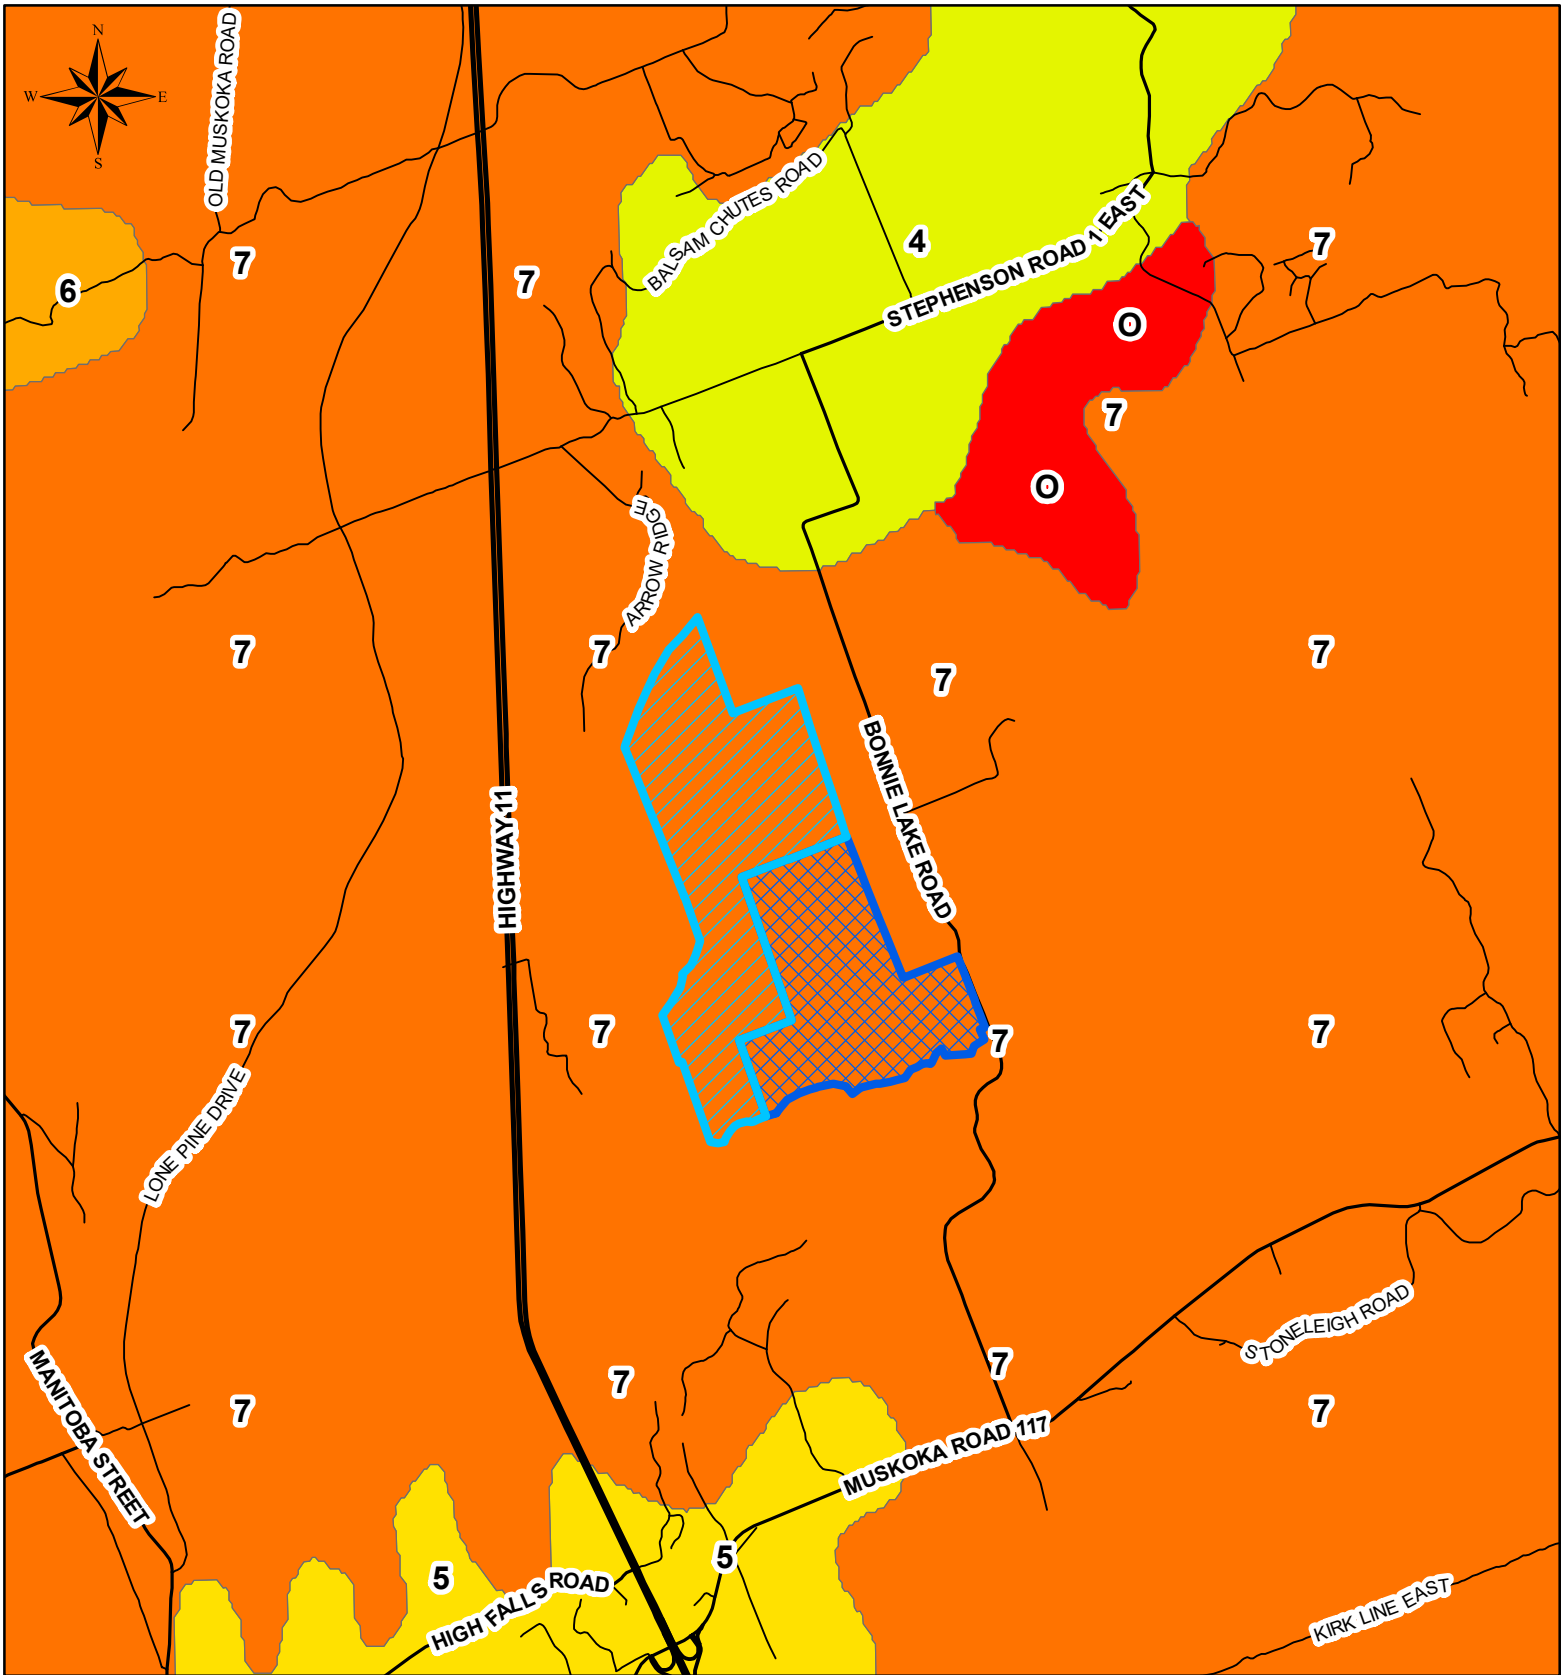 N
W
E
S
OLD MUSKOKA ROAD
BALSAM CHUTES ROAD
4
STEPHENSON ROAD 1 EAST
7
7
7
6
O
7
O
ARROW RIDGE
7
7
7
7
BONNIE LAKE ROAD
HIGHWAY 11
7
7
7
7
LONE PINE DRIVE
STONELEIGH ROAD
MANITOBA STREET
7
7
7
7
MUSKOKA ROAD 117
5
5
HIGH FALLS ROAD
KIRK LINE EAST